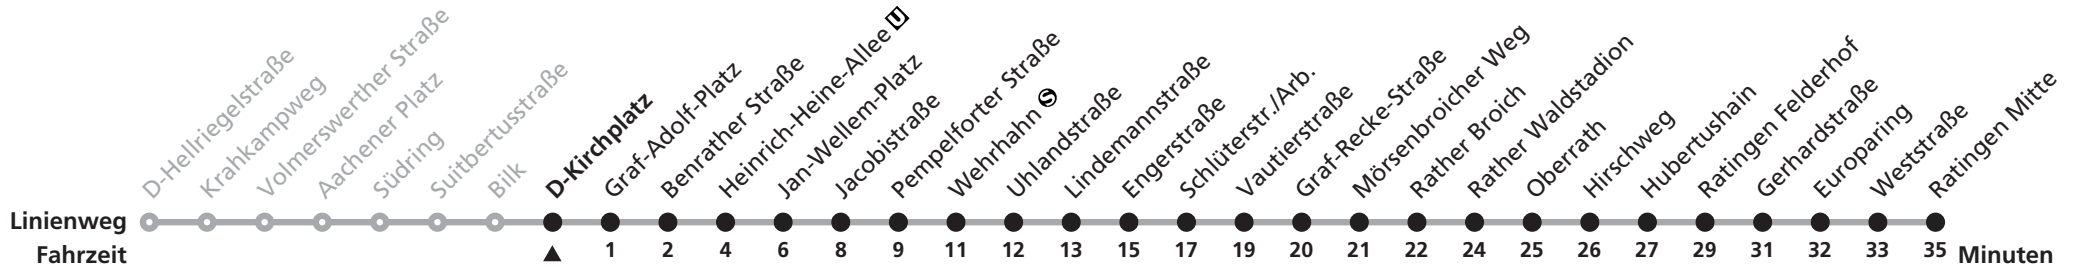 D-Hellriegelstraße
Krahkampweg
Volmerswerther Straße
Aachener Platz
Südring
Suitbertusstraße
Bilk
D-Kirchplatz
Graf-Adolf-Platz
Benrather Straße
Heinrich-Heine-Allee U
Jan-Wellem-Platz
Jacobistraße
Pempelforter Straße
Wehrhahn S
Uhlandstraße
Lindemannstraße
Engerstraße
Schlüterstr./Arb.
Vautierstraße
Graf-Recke-Straße
Mörsenbroicher Weg
Rather Broich
Rather Waldstadion
Oberrath
Hirschweg
Hubertushain
Ratingen Felderhof
Gerhardstraße
Europaring
Weststraße
Ratingen Mitte
Linienweg
Fahrzeit 1 2 4 6 8 9 11 12 13 15 17 19 20 21 22 24 25 26 27 29 31 32 33 35 Minuten